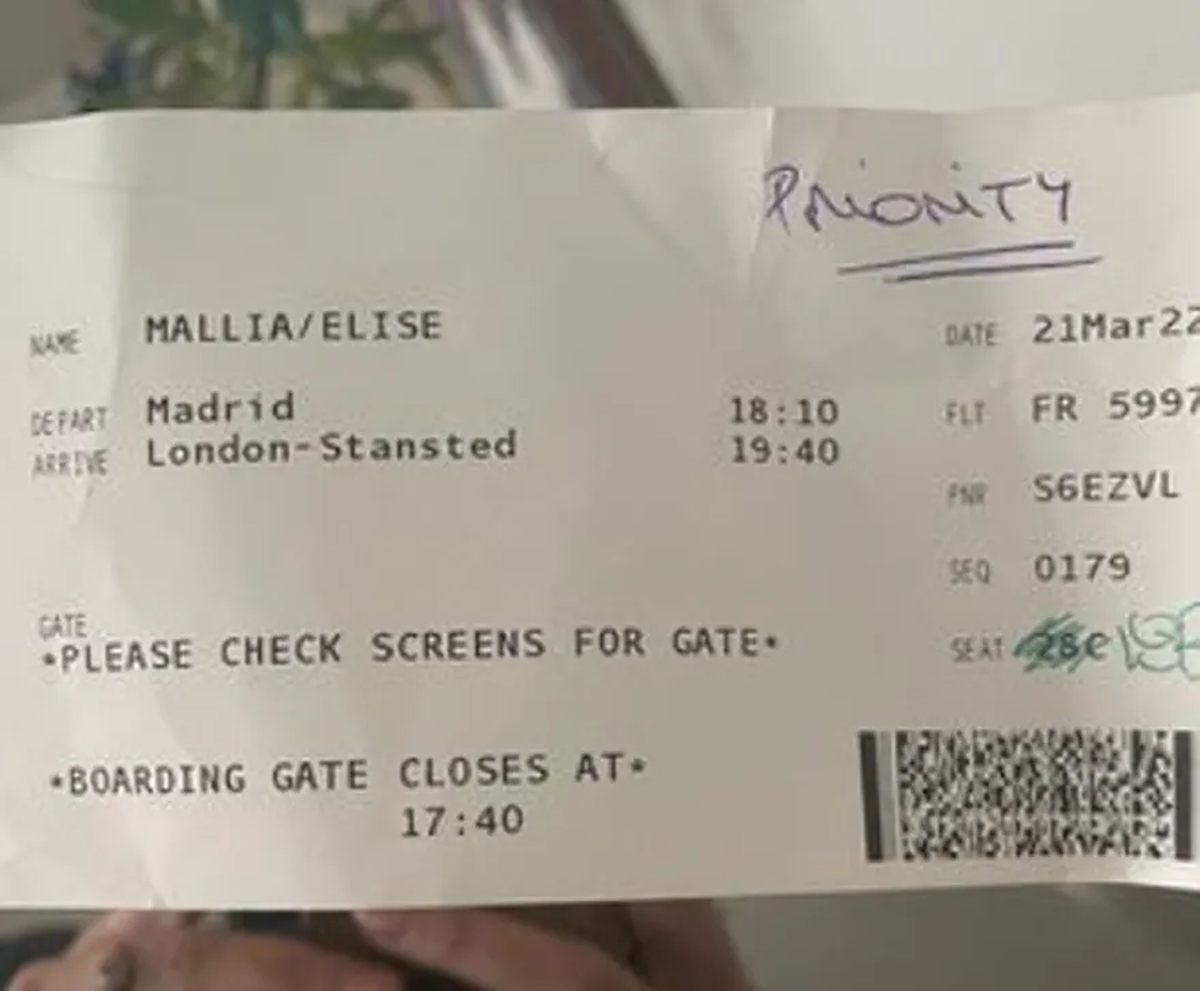 PRIORITY
NAME MALLIA/ELISE DATE 21Mar22
DEPART Madrid 18:10 FLT FR 5997
ARRIVE London-Stansted 19:40
PNR S6EZVL
SEQ 0179
GATE
*PLEASE CHECK SCREENS FOR GATE*
SEAT 28C
*BOARDING GATE CLOSES AT*
17:40